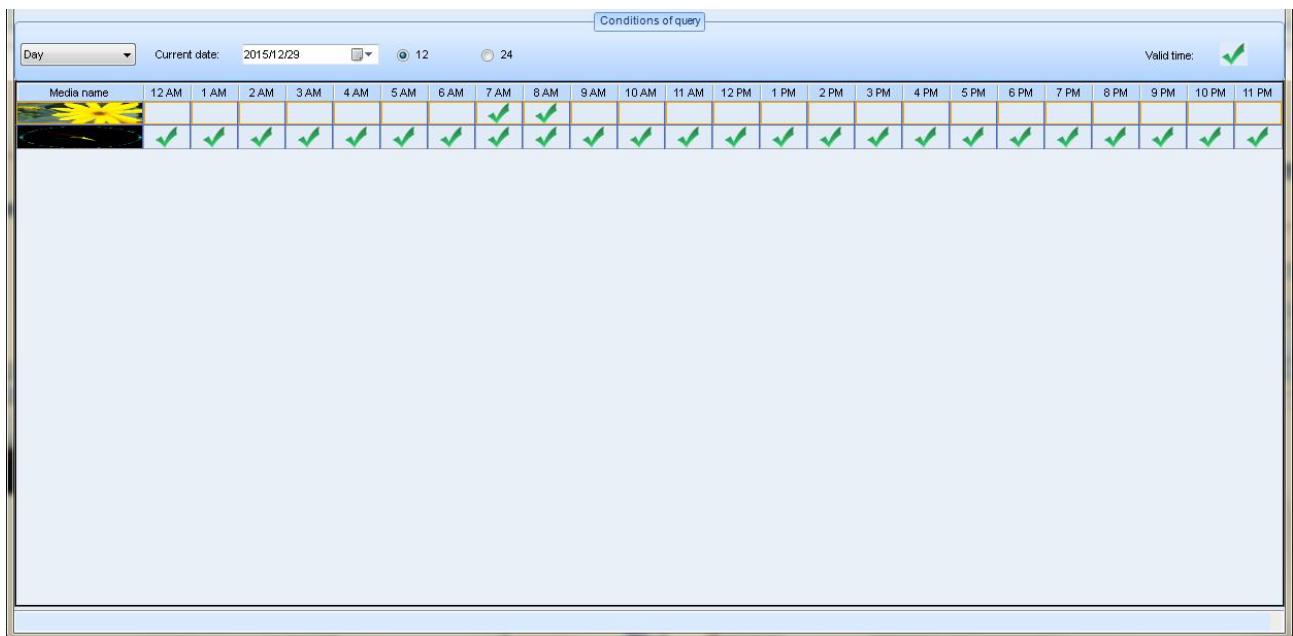 Conditions of query
Day Current date: 2015/12/29 12 24 Valid time:
Media name 12 AM 1 AM 2 AM 3 AM 4 AM 5 AM 6 AM 7 AM 8 AM 9 AM 10 AM 11 AM 12 PM 1 PM 2 PM 3 PM 4 PM 5 PM 6 PM 7 PM 8 PM 9 PM 10 PM 11 PM